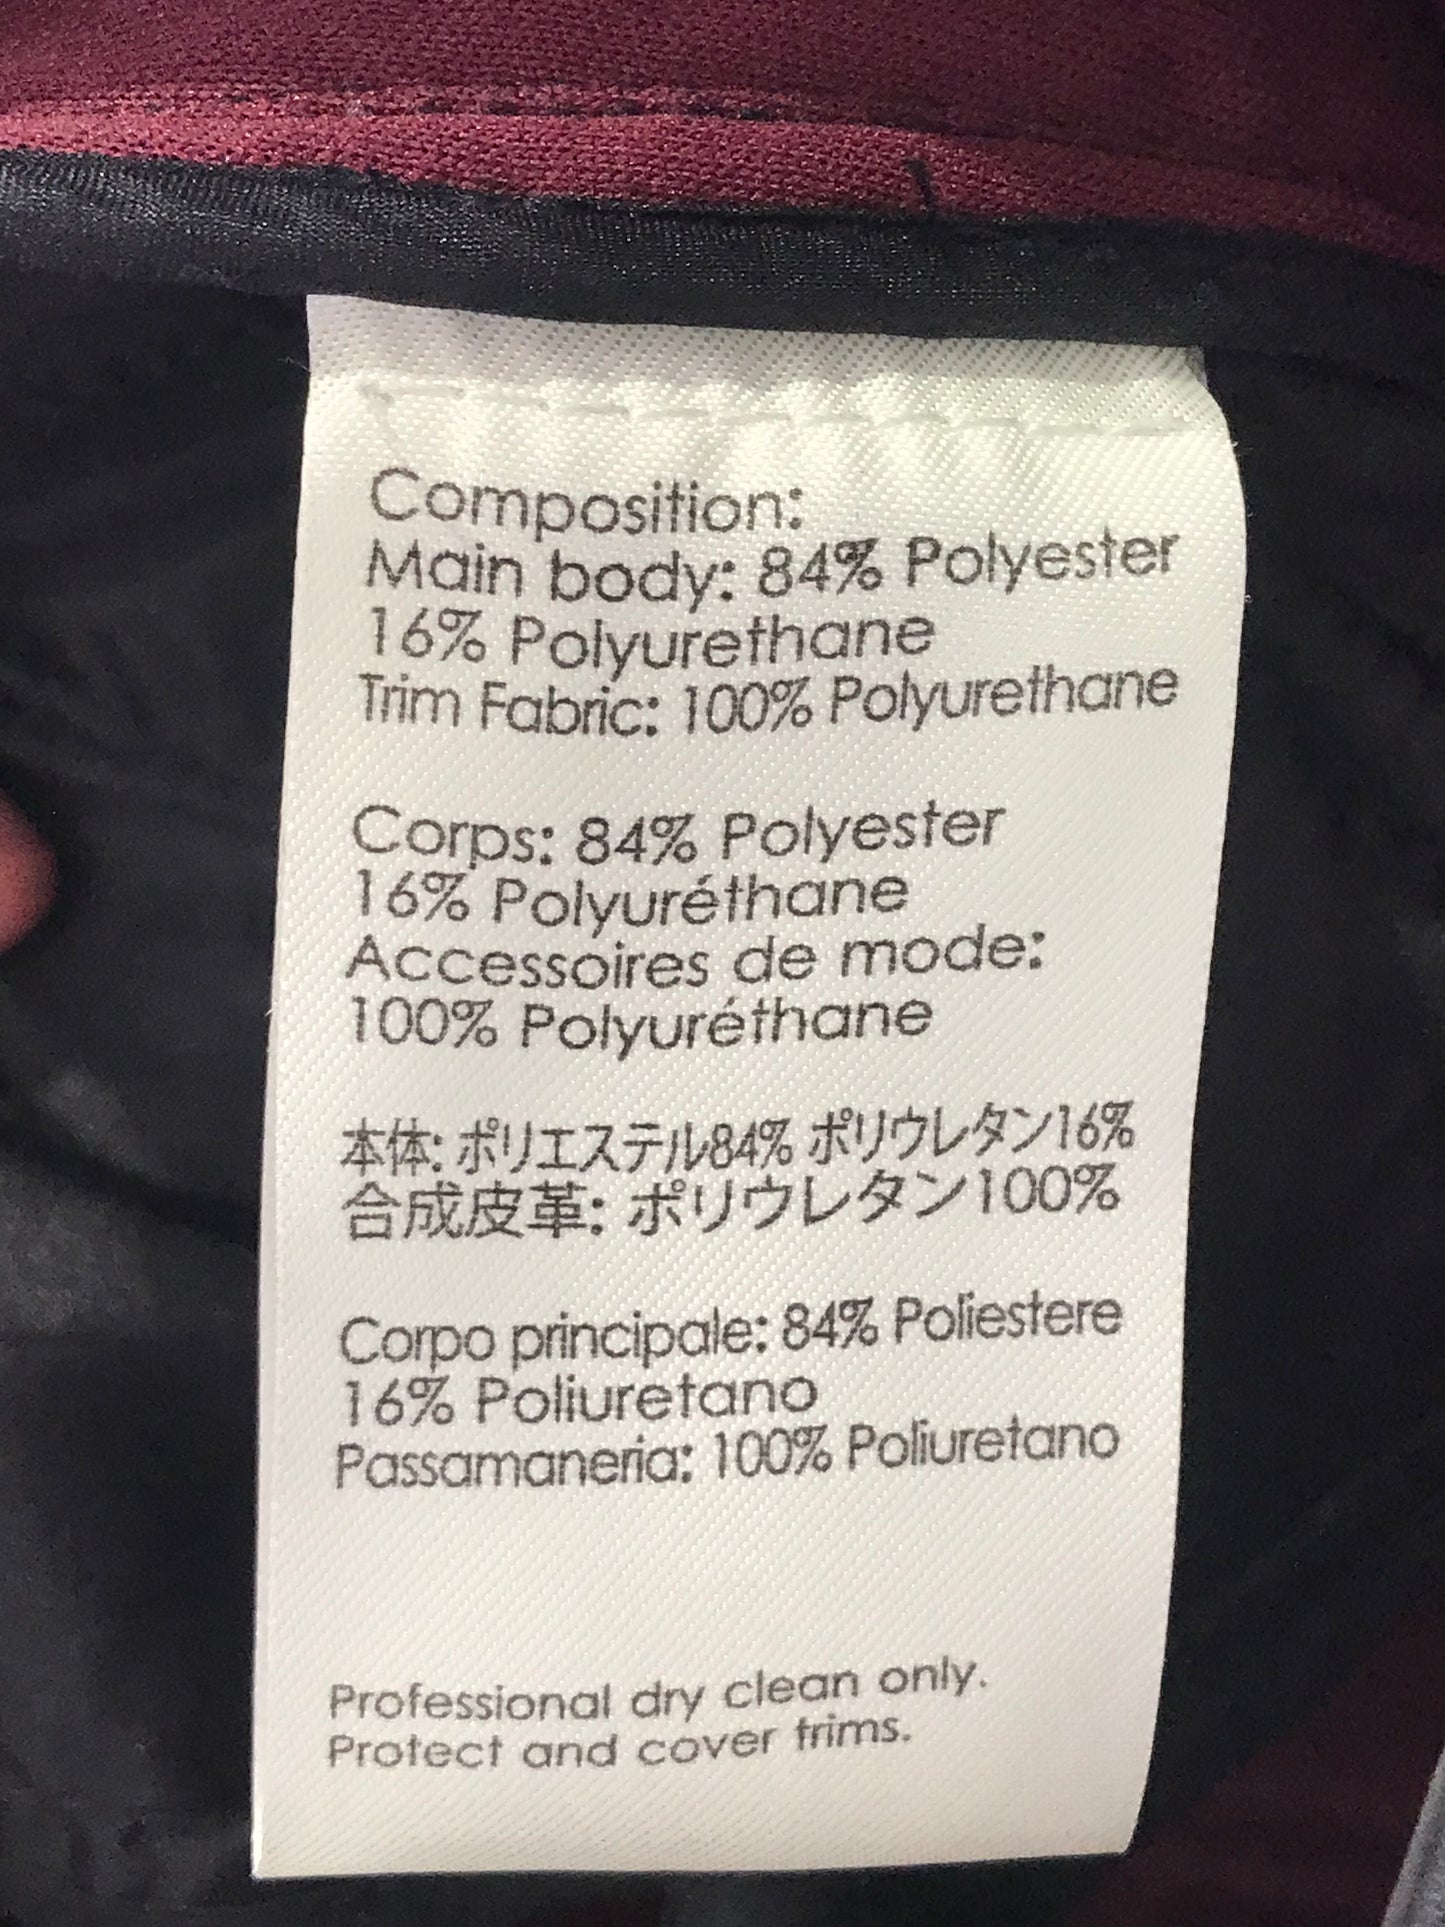 Composition:
Main body: 84% Polyester
16% Polyurethane
Trim Fabric: 100% Polyurethane
Corps: 84% Polyester
16% Polyuréthane
Accessoires de mode:
100% Polyuréthane
本体: ポリエステル84% ポリウレタン16%
合成皮革: ポリウレタン100%
Corpo principale: 84% Poliestere
16% Poliuretano
Passamaneria: 100% Poliuretano
Professional dry clean only.
Protect and cover trims.